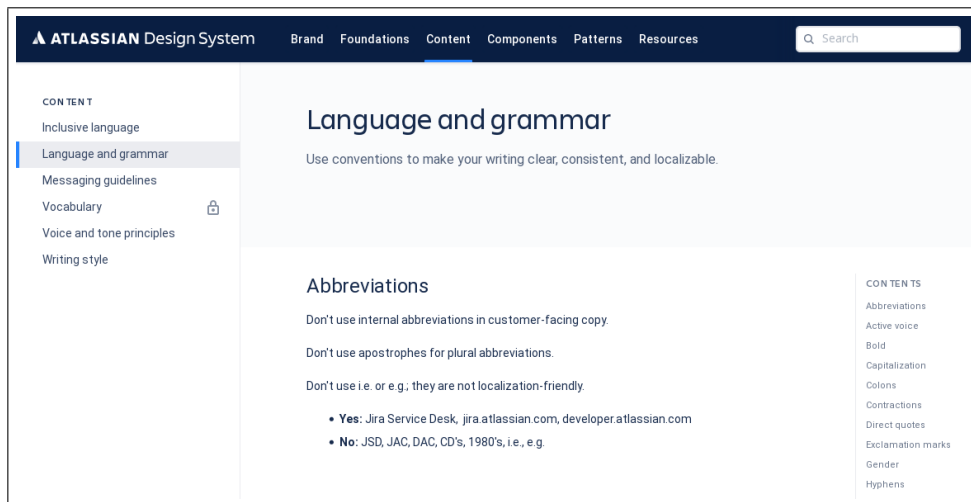 ATLASSIAN Design System Brand Foundations Content Components Patterns Resources Search
CONTENT
Inclusive language
Language and grammar
Messaging guidelines
Vocabulary
Voice and tone principles
Writing style
Language and grammar
Use conventions to make your writing clear, consistent, and localizable.
Abbreviations
Don't use internal abbreviations in customer-facing copy.
Don't use apostrophes for plural abbreviations.
Don't use i.e. or e.g.; they are not localization-friendly.
• Yes: Jira Service Desk, jira.atlassian.com, developer.atlassian.com
• No: JSD, JAC, DAC, CD's, 1980's, i.e., e.g.
CONTENTS
Abbreviations
Active voice
Bold
Capitalization
Colons
Contractions
Direct quotes
Exclamation marks
Gender
Hyphens